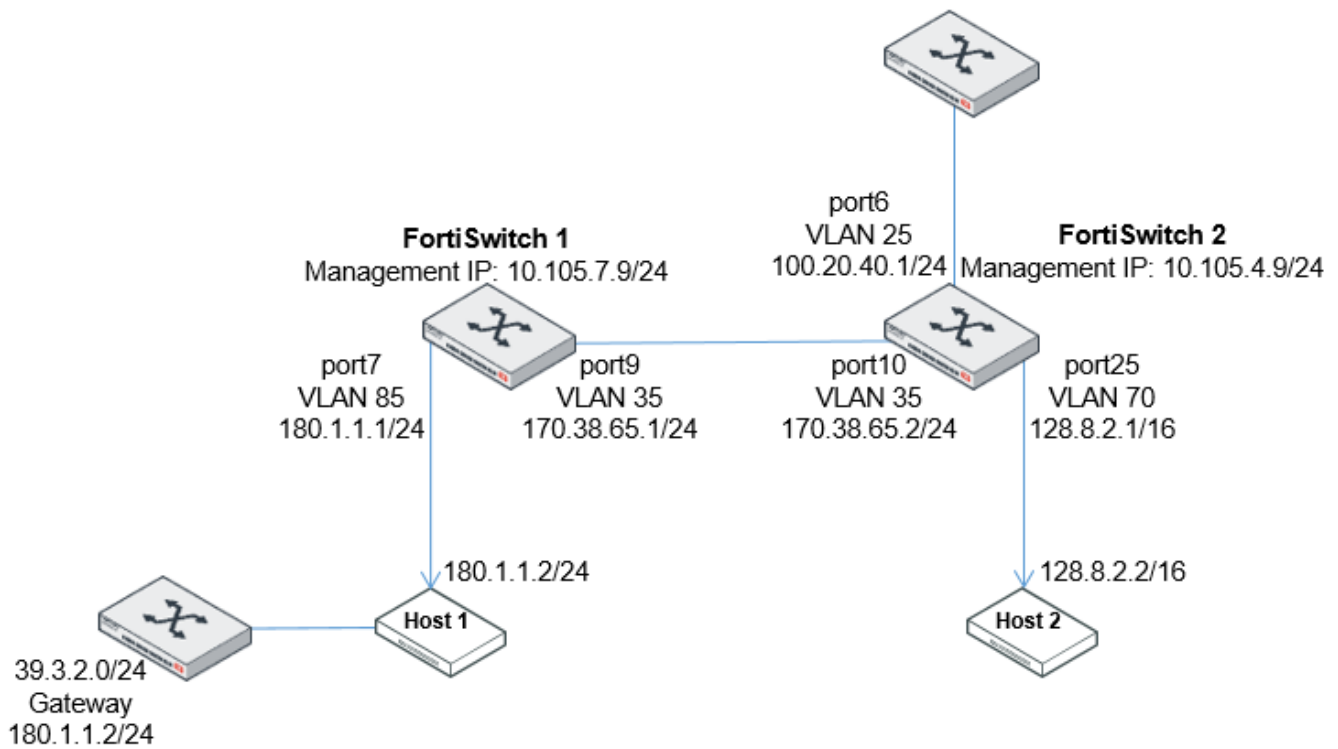 port6
VLAN 25
100.20.40.1/24
FortiSwitch 1
Management IP: 10.105.7.9/24
FortiSwitch 2
Management IP: 10.105.4.9/24
port7
VLAN 85
180.1.1.1/24
port9
VLAN 35
170.38.65.1/24
port10
VLAN 35
170.38.65.2/24
port25
VLAN 70
128.8.2.1/16
180.1.1.2/24
Host 1
128.8.2.2/16
Host 2
39.3.2.0/24
Gateway
180.1.1.2/24